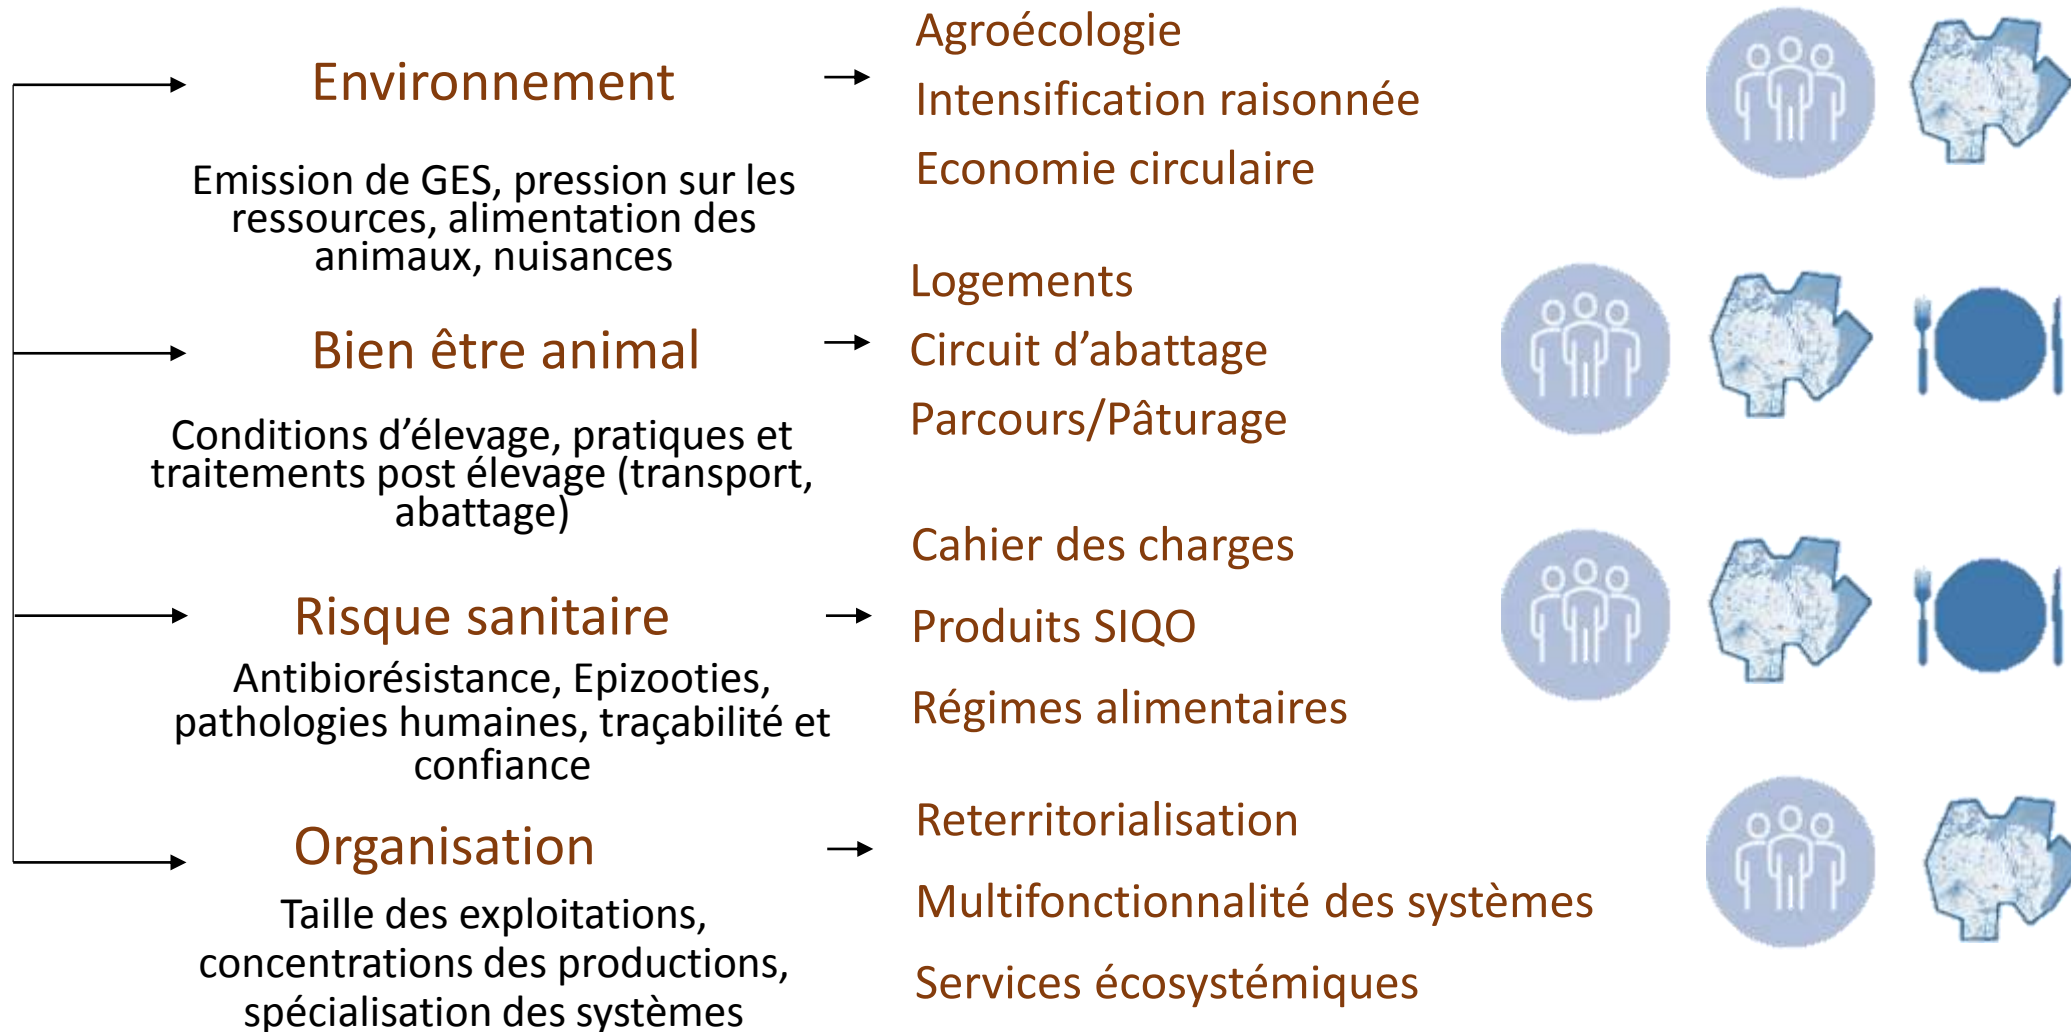 Environnement
Emission de GES, pression sur les
ressources, alimentation des
animaux, nuisances
Agroécologie
Intensification raisonnée
Economie circulaire
Bien être animal
Conditions d’élevage, pratiques et
traitements post élevage (transport,
abattage)
Logements
Circuit d’abattage
Parcours/Pâturage
Risque sanitaire
Antibiorésistance, Epizooties,
pathologies humaines, traçabilité et
confiance
Cahier des charges
Produits SIQO
Régimes alimentaires
Organisation
Taille des exploitations,
concentrations des productions,
spécialisation des systèmes
Reterritorialisation
Multifonctionnalité des systèmes
Services écosystémiques